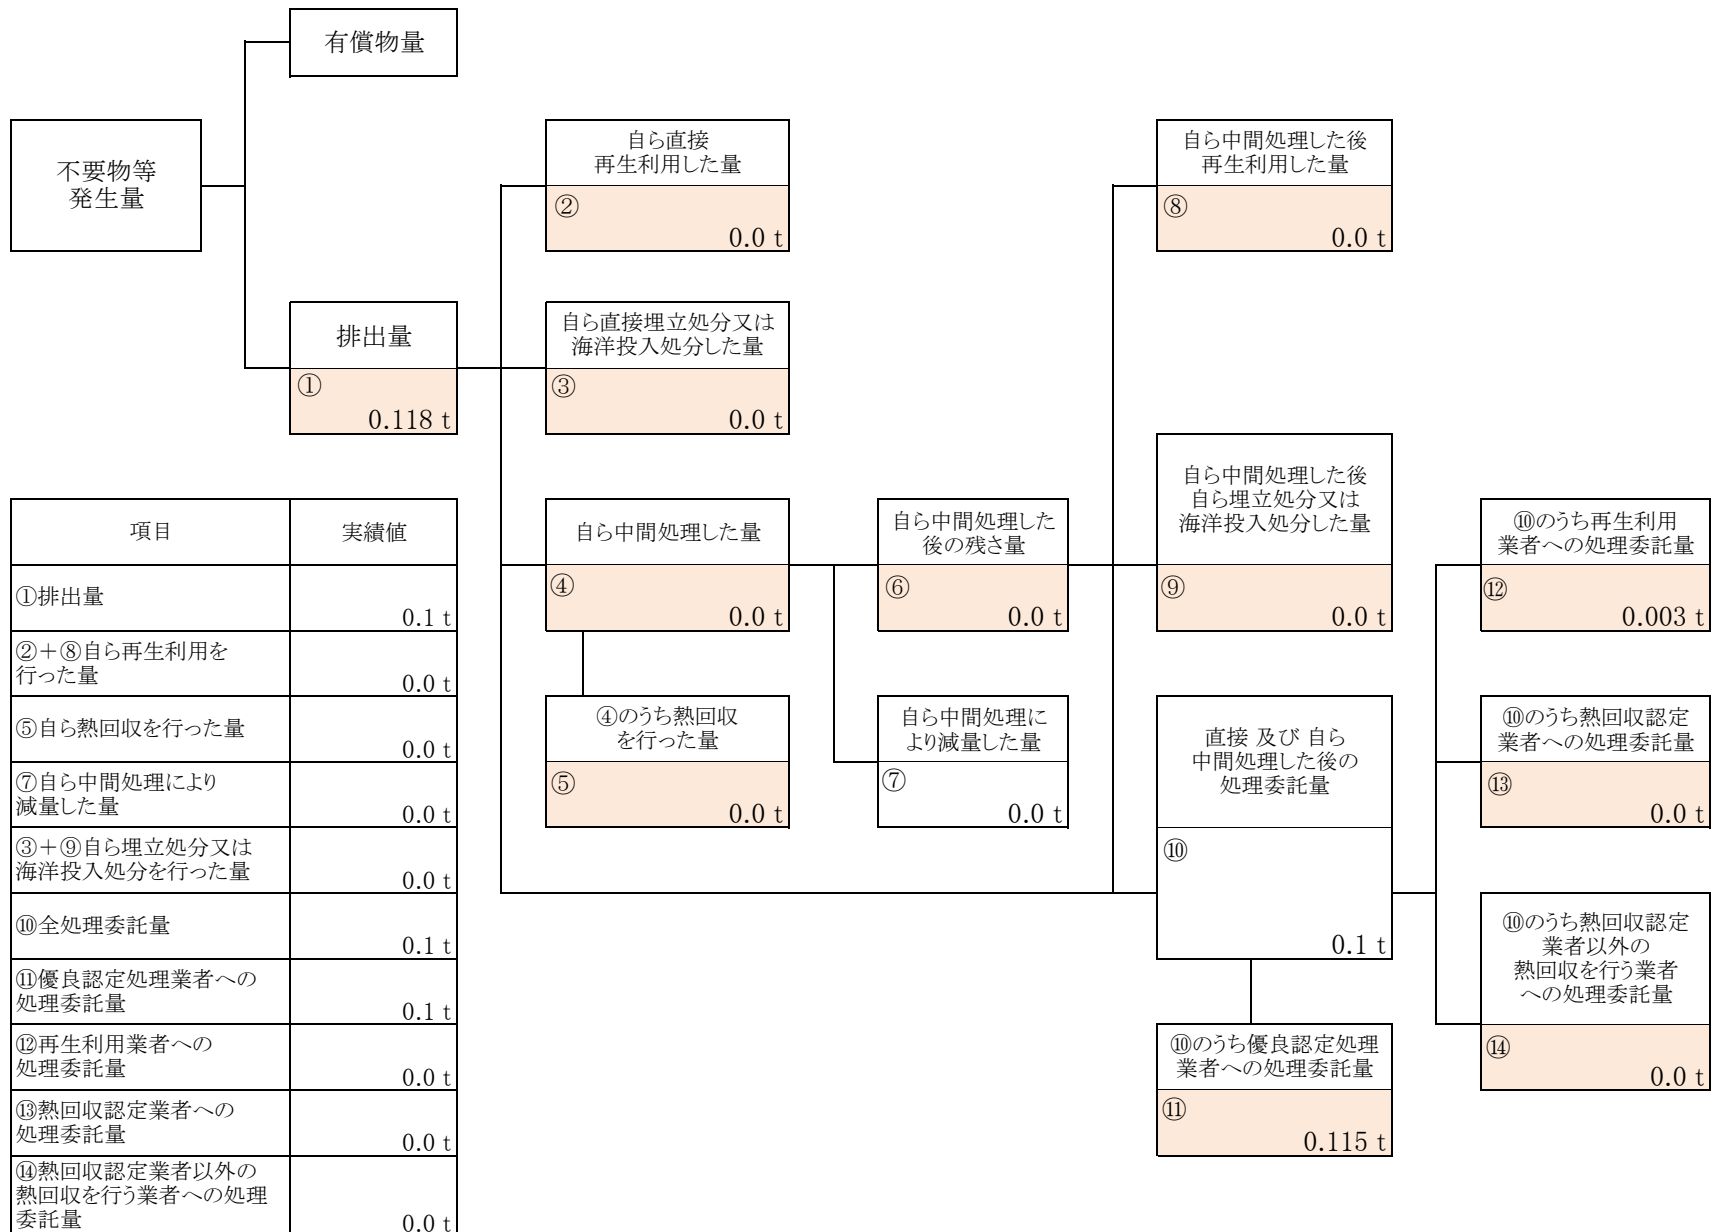 有償物量
不要物等
発生量
自ら直接
再生利用した量
②
0.0 t
自ら中間処理した後
再生利用した量
⑧
0.0 t
排出量
①
0.118 t
自ら直接埋立処分又は
海洋投入処分した量
③
0.0 t
自ら中間処理した量
④
0.0 t
自ら中間処理した
後の残さ量
⑥
0.0 t
自ら中間処理した後
自ら埋立処分又は
海洋投入処分した量
⑨
0.0 t
⑩のうち再生利用
業者への処理委託量
⑫
0.003 t
④のうち熱回収
を行った量
⑤
0.0 t
自ら中間処理に
より減量した量
⑦
0.0 t
直接 及び 自ら
中間処理した後の
処理委託量
⑩
0.1 t
⑩のうち熱回収認定
業者への処理委託量
⑬
0.0 t
⑩のうち熱回収認定
業者以外の
熱回収を行う業者
への処理委託量
⑭
0.0 t
⑩のうち優良認定処理
業者への処理委託量
⑪
0.115 t
項目 実績値
①排出量
0.1 t
②+⑧自ら再生利用を
行った量
0.0 t
⑤自ら熱回収を行った量
0.0 t
⑦自ら中間処理により
減量した量
0.0 t
③+⑨自ら埋立処分又は
海洋投入処分を行った量
0.0 t
⑩全処理委託量
0.1 t
⑪優良認定処理業者への
処理委託量
0.1 t
⑫再生利用業者への
処理委託量
0.0 t
⑬熱回収認定業者への
処理委託量
0.0 t
⑭熱回収認定業者以外の
熱回収を行う業者への処理
委託量
0.0 t